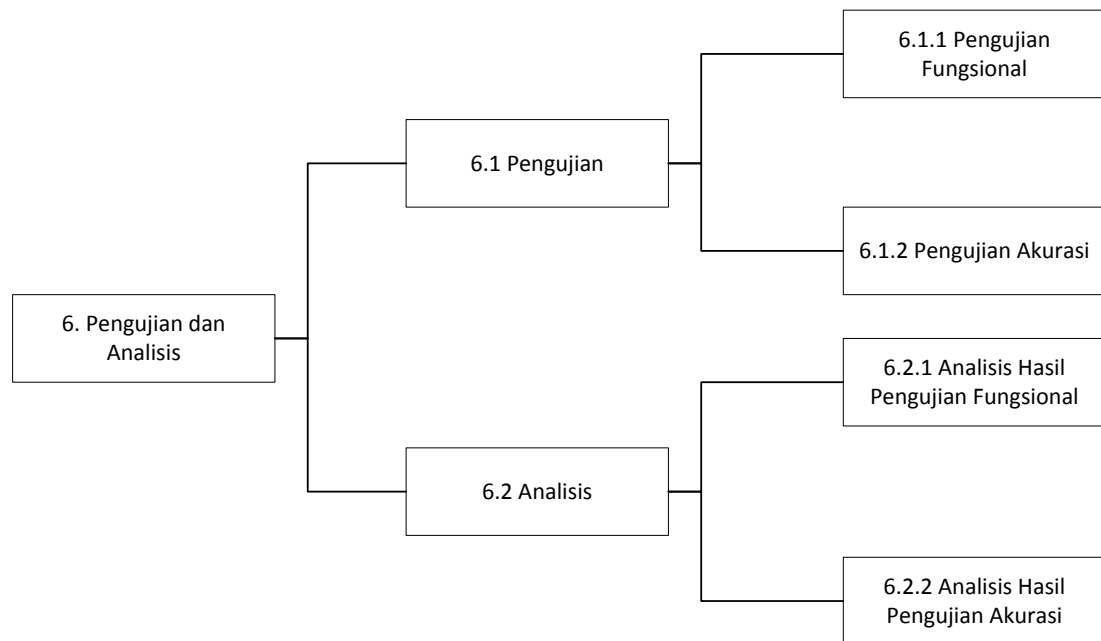 6. Pengujian dan
Analisis
6.1 Pengujian
6.1.1 Pengujian
Fungsional
6.1.2 Pengujian Akurasi
6.2 Analisis
6.2.1 Analisis Hasil
Pengujian Fungsional
6.2.2 Analisis Hasil
Pengujian Akurasi